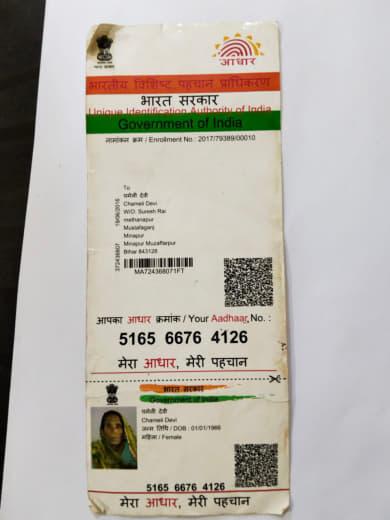 आधार
भारतीय विशिष्ट पहचान प्राधिकरण
भारत सरकार
Unique Identification Authority of India
Government of India
नामांकन क्रम / Enrollment No.: 2017/79389/00010
To
चमेली देवी
Chameli Devi
W/O: Suresh Rai
methanapur
Mustafaganj
Minapur
Minapur Muzaffarpur
Bihar 843128
MA724368071FT
आपका आधार क्रमांक / Your Aadhaar No. :
5165 6676 4126
मेरा आधार, मेरी पहचान
भारत सरकार
Government of India
चमेली देवी
Chameli Devi
जन्म तिथि / DOB : 01/01/1966
महिला / Female
5165 6676 4126
मेरा आधार, मेरी पहचान